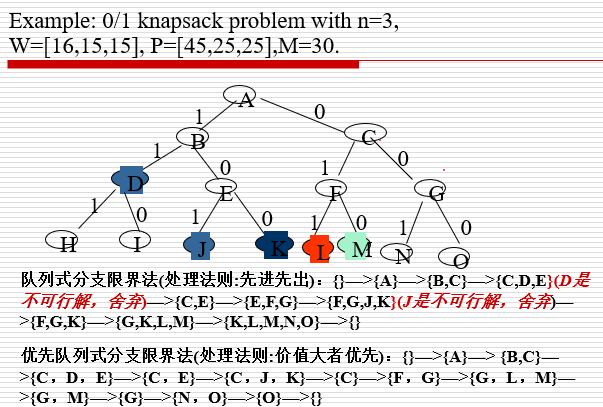 Example: 0/1 knapsack problem with n=3,
W=[16,15,15], P=[45,25,25],M=30.
A
1 0
B C
1 0 1 0
D E F G
1 0 1 0 1 0 1 0
H I J K L M N O
队列式分支限界法(处理法则:先进先出)：{}—>{A}—>{B,C}—>{C,D,E}(D是
不可行解，舍弃)—>{C,E}—>{E,F,G}—>{F,G,J,K}(J是不可行解，舍弃)—
>{F,G,K}—>{G,K,L,M}—>{K,L,M,N,O}—>{}
优先队列式分支限界法(处理法则:价值大者优先)：{}—>{A}—> {B,C}—
>{C，D，E}—>{C，E}—>{C，J，K}—>{C}—>{F，G}—>{G，L，M}—
>{G，M}—>{G}—>{N，O}—>{O}—>{}